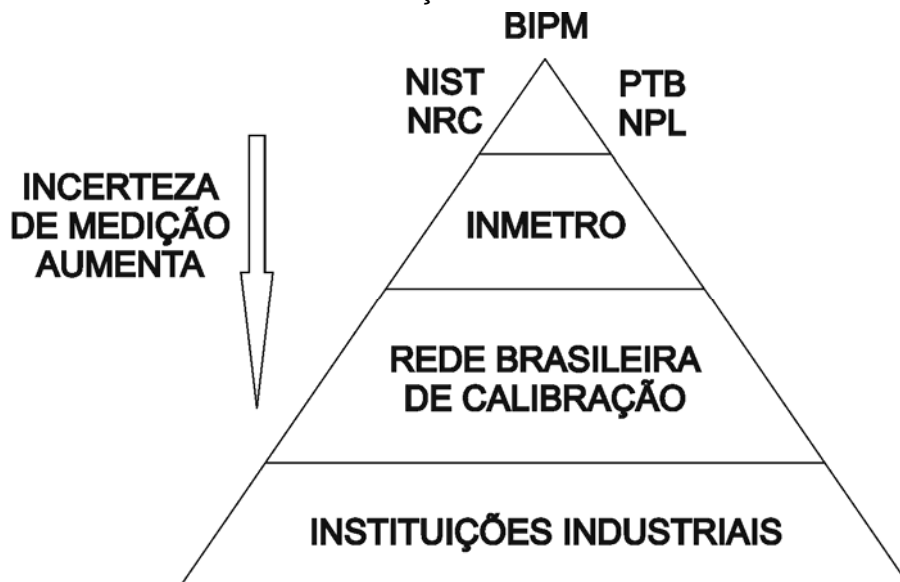 BIPM
NIST
NRC
PTB
NPL
INCERTEZA
DE MEDIÇÃO
AUMENTA
INMETRO
REDE BRASILEIRA
DE CALIBRAÇÃO
INSTITUIÇÕES INDUSTRIAIS